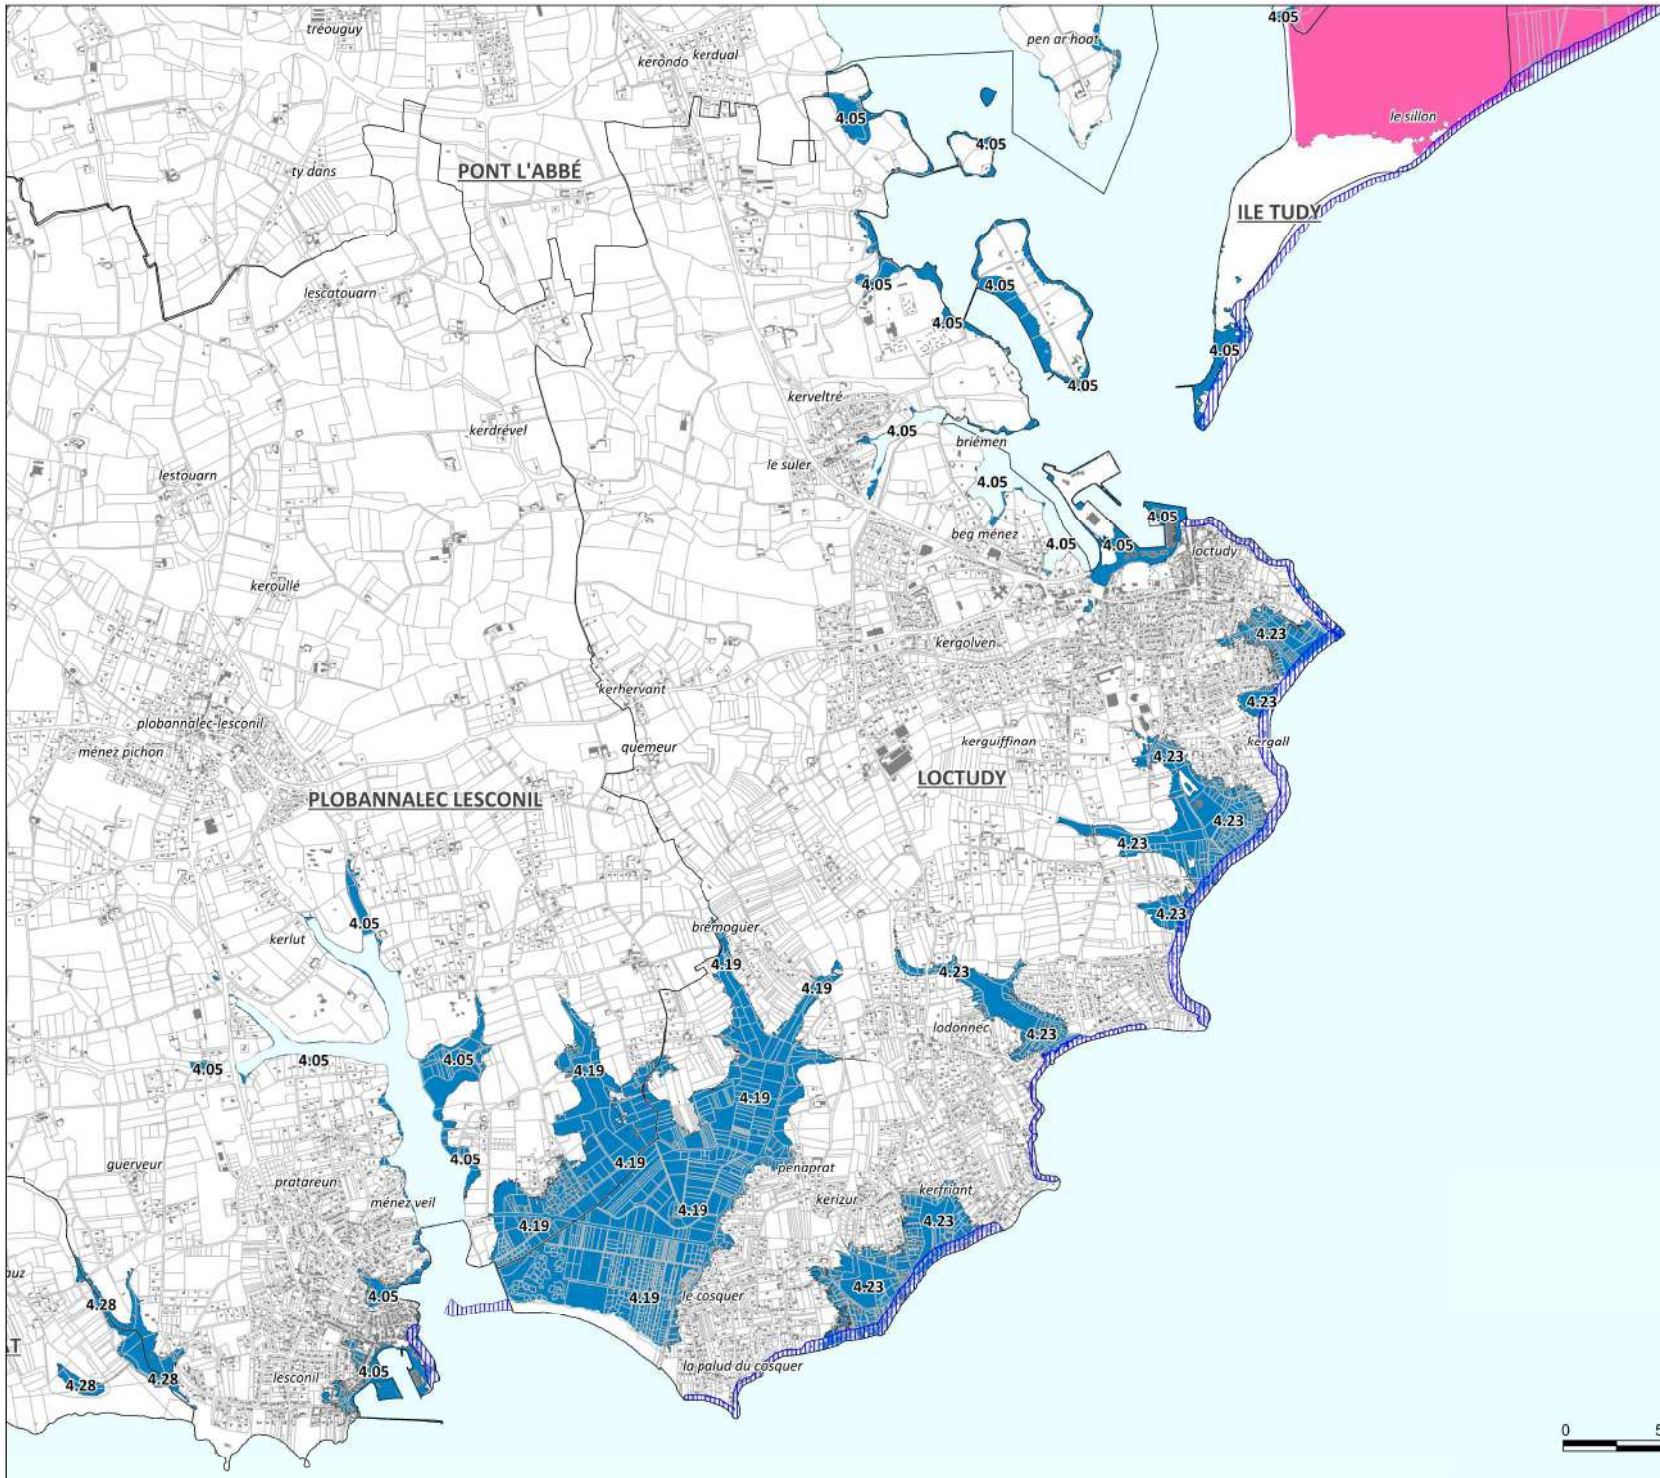 tréouguy
4.05
kerondo
kerdual
pen ar hoat
le sillon
4.05
4.05
ty dans
PONT L'ABBÉ
ILE TUDY
lescatouarn
4.05
4.05
4.05
4.05
4.05
kerveltré
4.05
kerdrével
4.05
briémen
le suler
lestouarn
4.05
4.05
beg ménez
4.05
4.05
loctudy
keroullé
4.23
kergolven
kerhervant
4.23
plobannalec-lesconil
ménez pichon
quemeur
kerguiffinan
kergall
4.23
LOCTUDY
PLOBANNALEC LESCONIL
4.23
4.23
4.23
4.05
brémoguer
kerlut
4.19
4.23
4.19
lodonnec
4.23
4.05
4.05
4.05
4.19
4.19
4.05
4.19
penaprat
guerveur
pratareun
kerizur
kerfriant
ménez veil
4.19
4.19
4.23
auz
4.23
4.05
4.28
4.19
le cosquer
AT
la palud du cosquer
4.05
lesconil
4.28
4.28
0
5